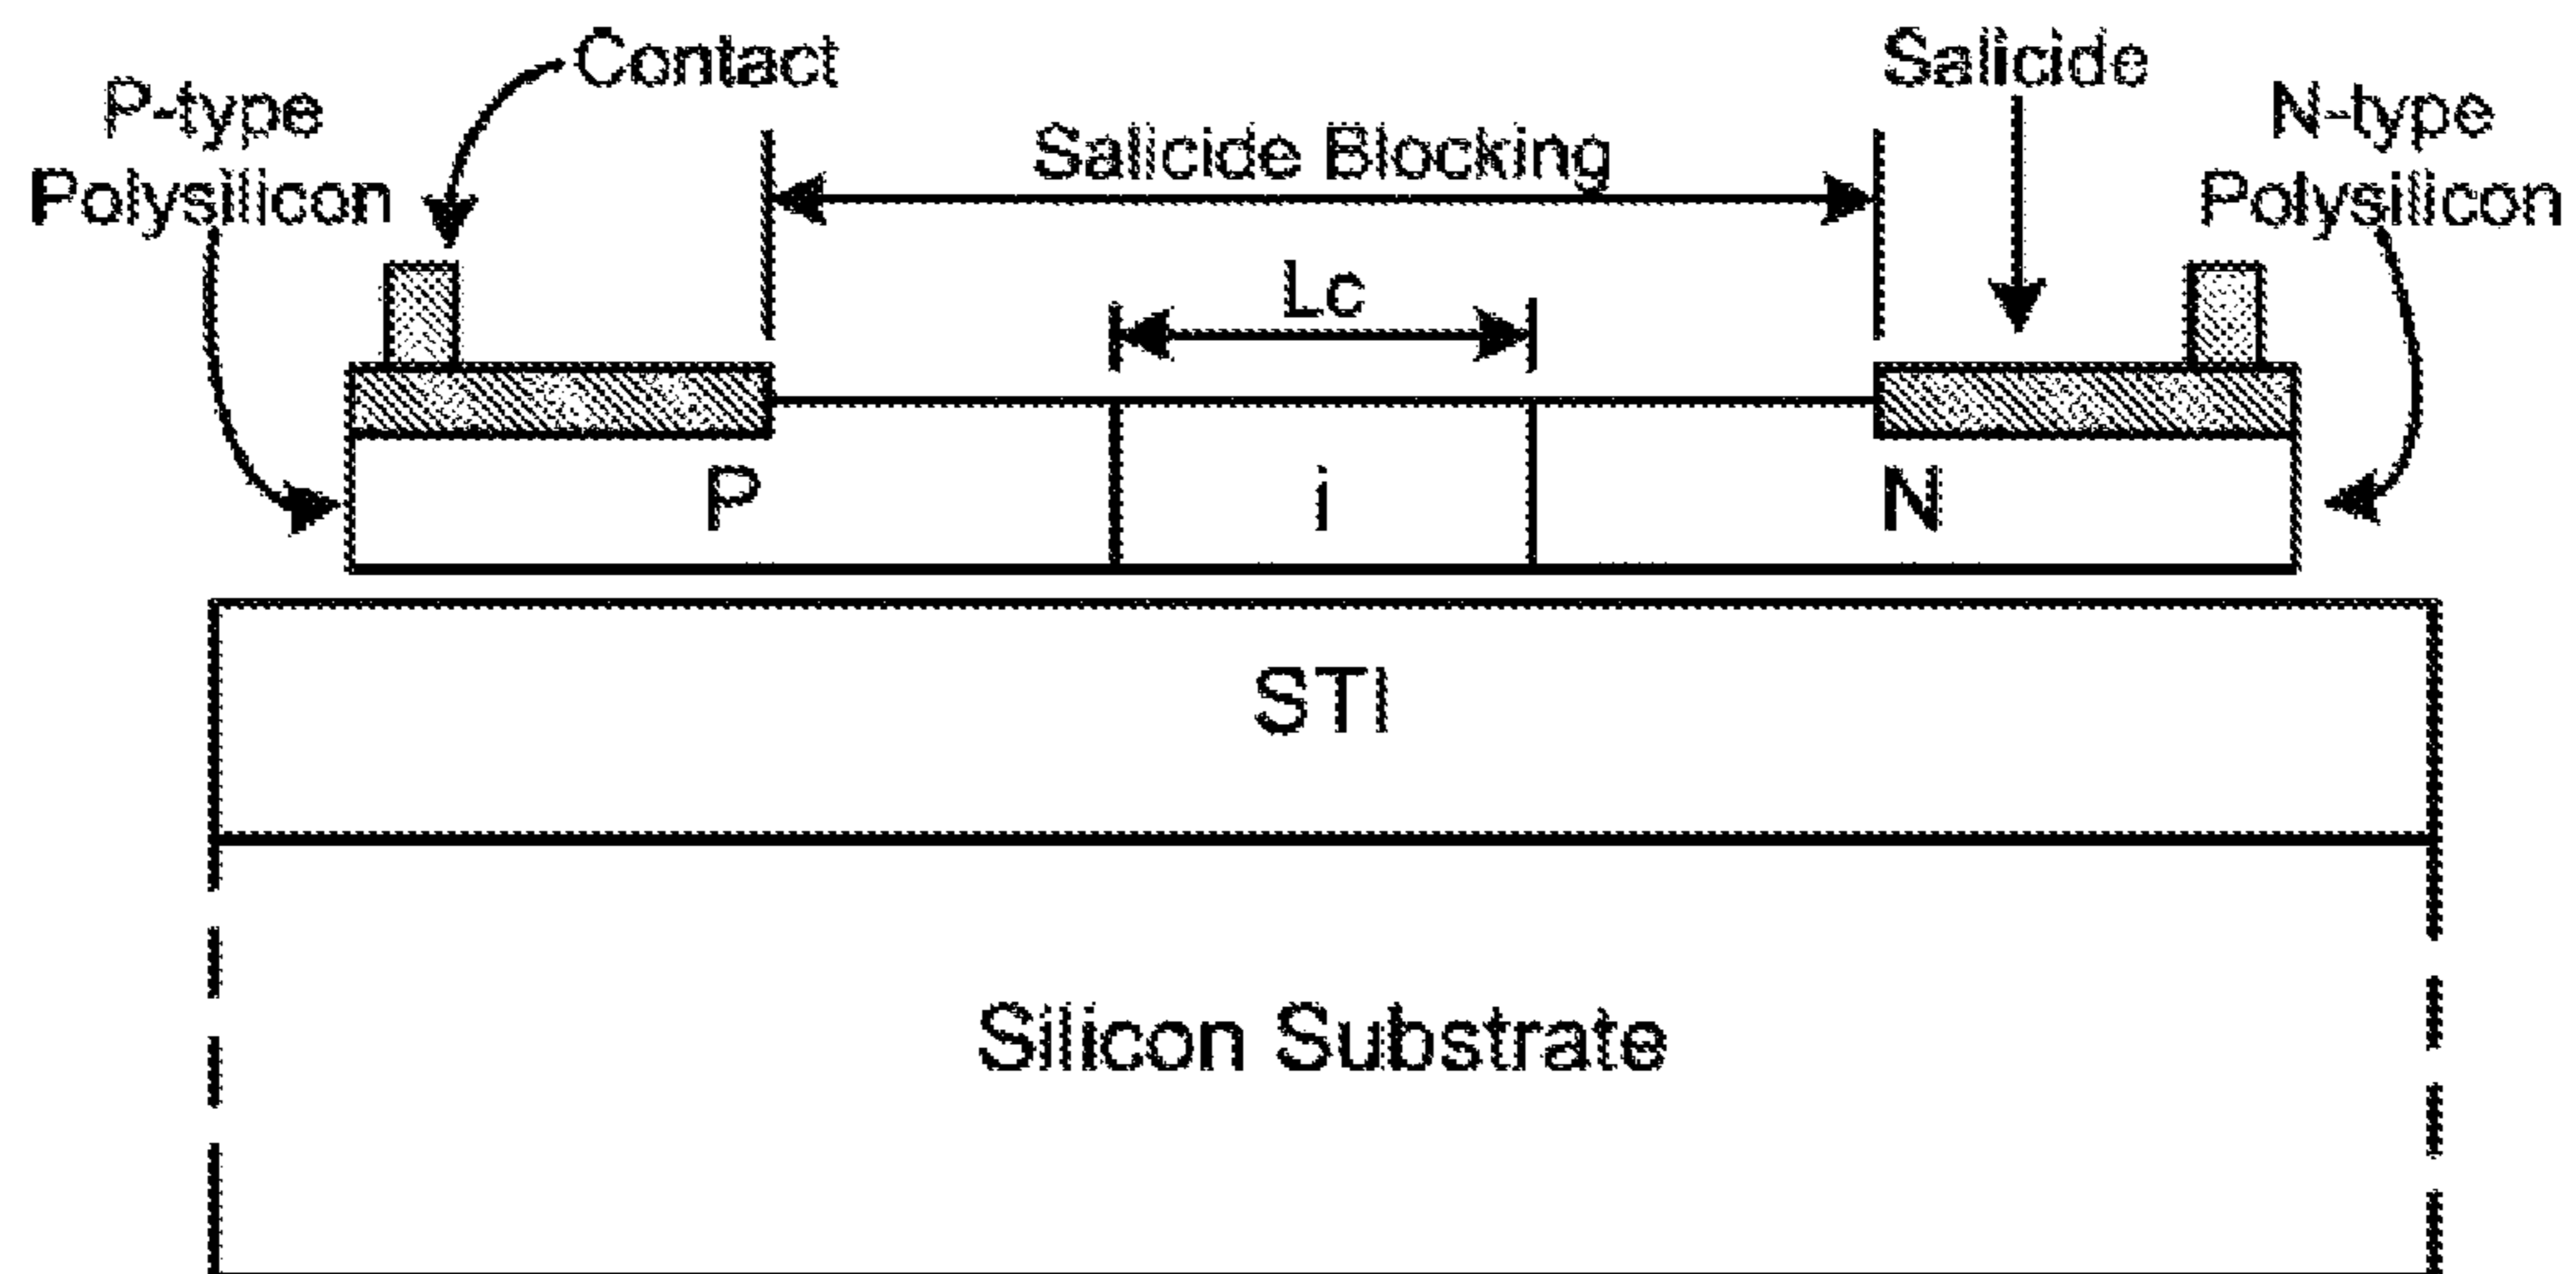 Contact
Salicide
P-type
Polysilicon
Salicide Blocking
N-type
Polysilicon
Lc
P
i
N
STI
Silicon Substrate